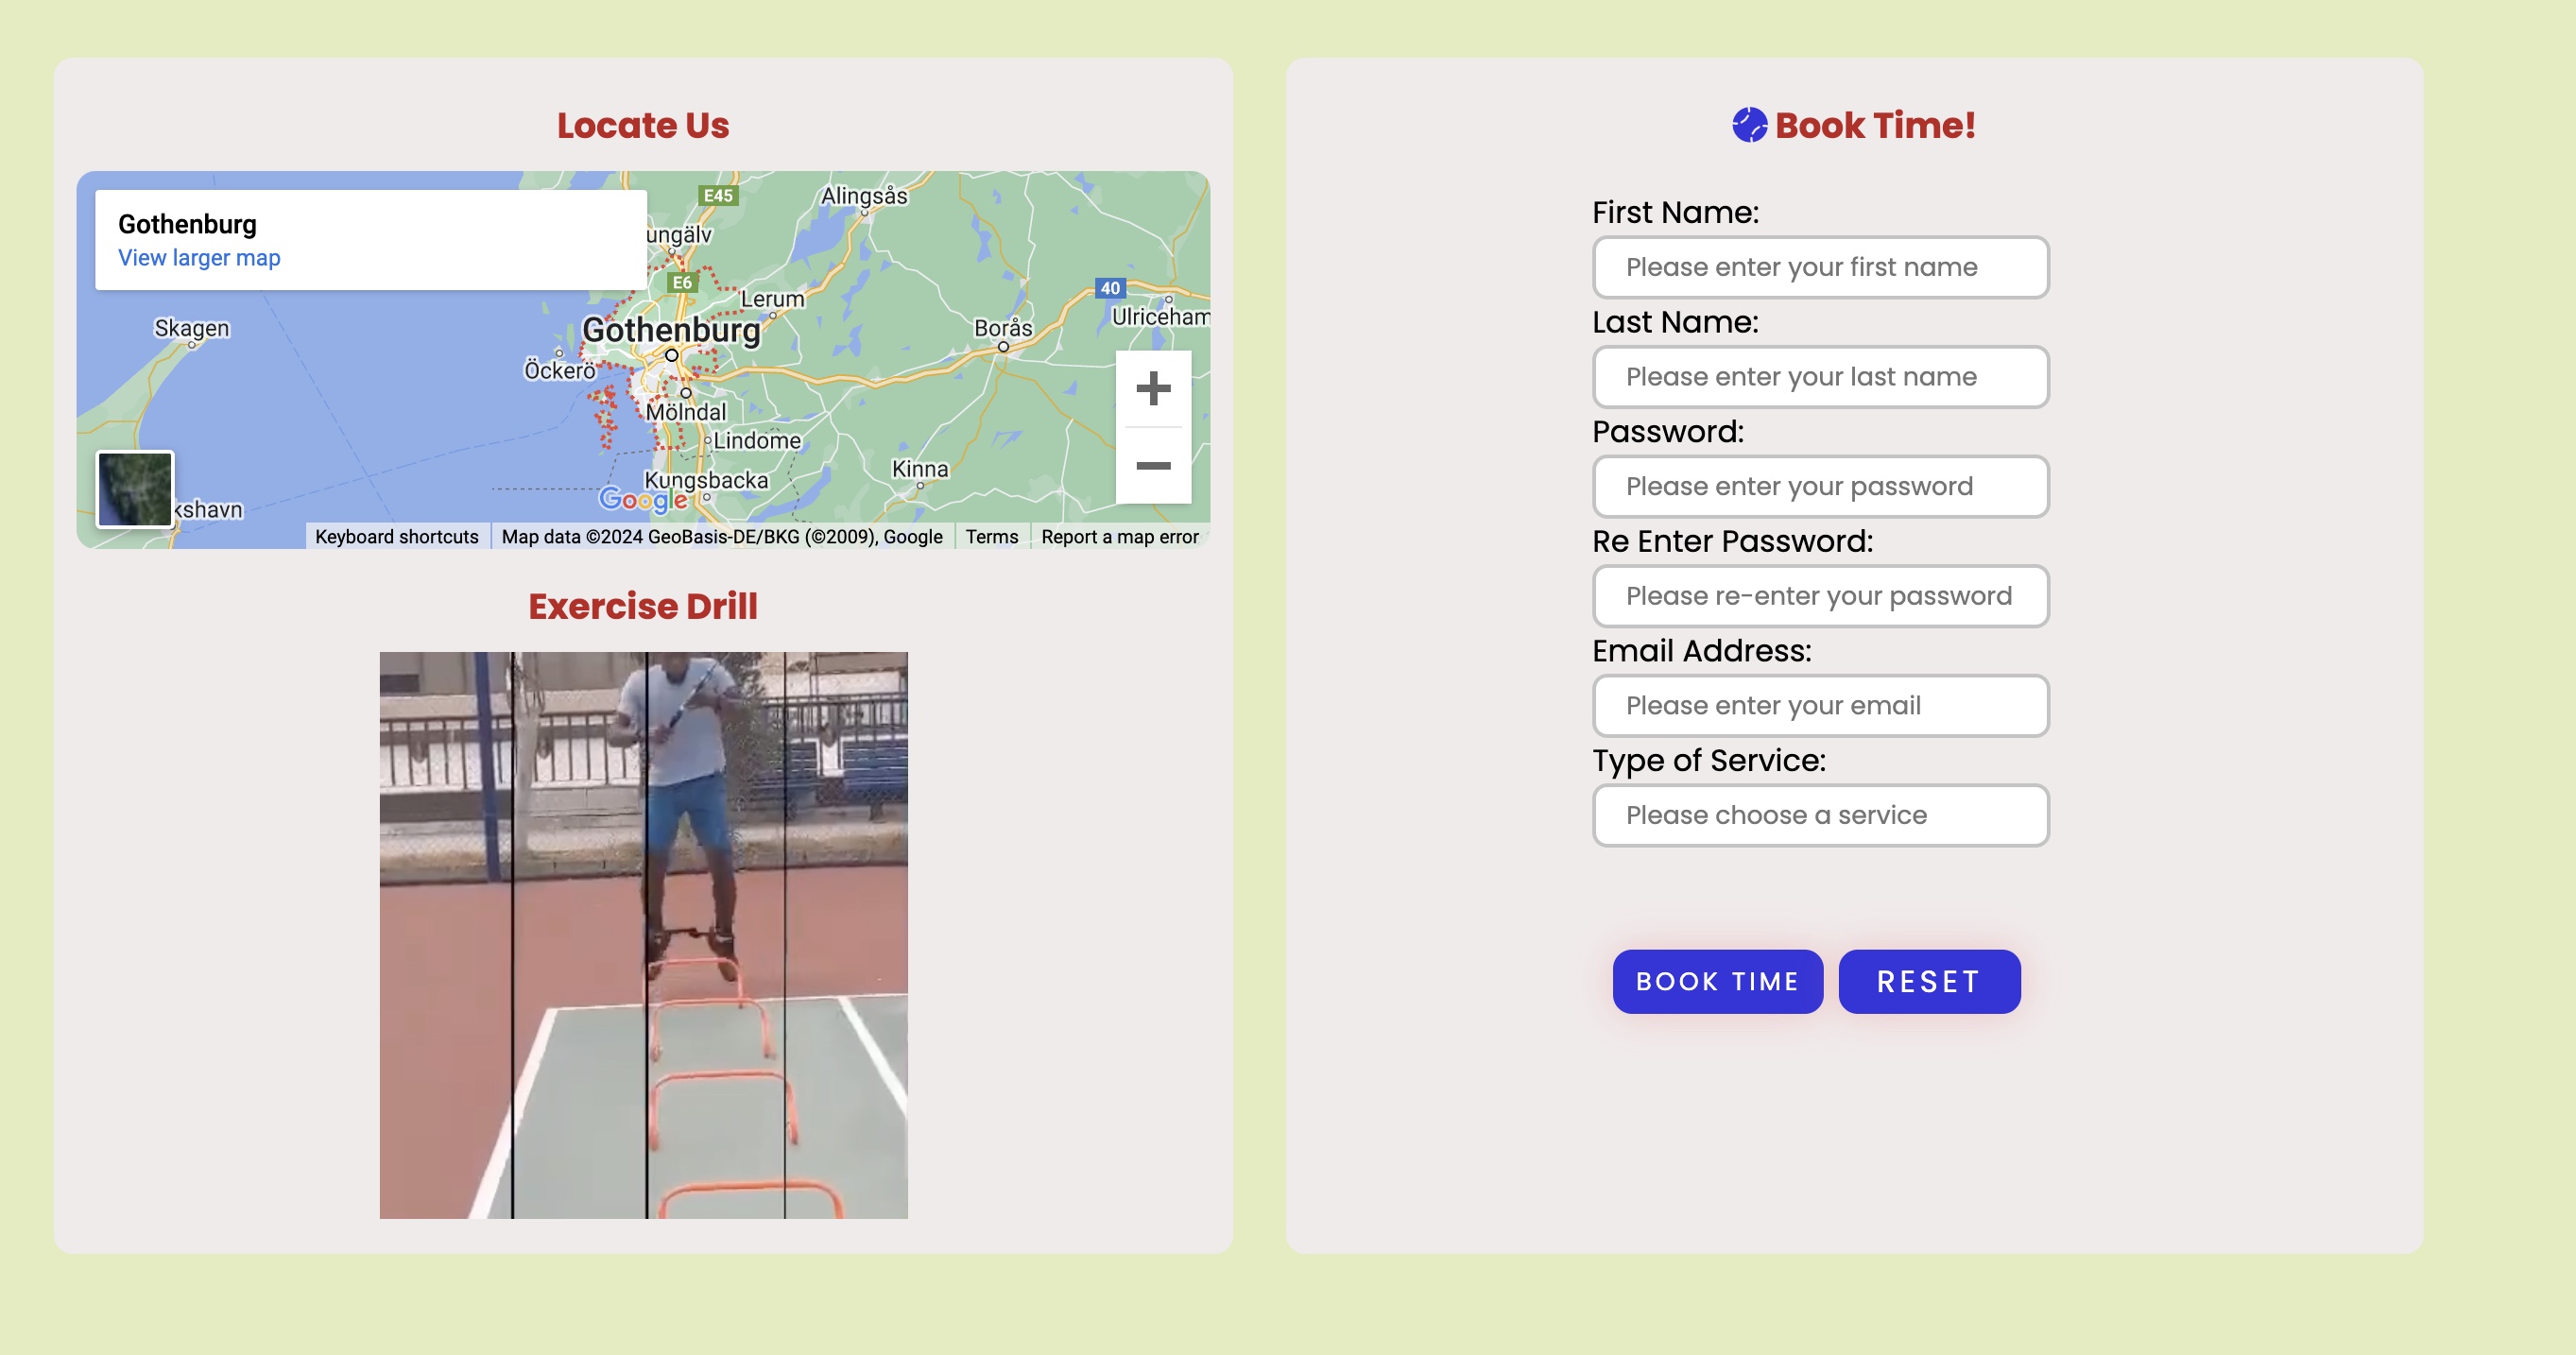 Locate Us
Gothenburg
View larger map
E45
Alingsås
ungälv
E6
Lerum
40
Ulriceham
Skagen
Gothenburg
Borås
Öckerö
Mölndal
Lindome
Kinna
Kungsbacka
Google
kshavn
Keyboard shortcuts
Map data ©2024 GeoBasis-DE/BKG (©2009), Google
Terms
Report a map error
Exercise Drill
Book Time!
First Name:
Please enter your first name
Last Name:
Please enter your last name
Password:
Please enter your password
Re Enter Password:
Please re-enter your password
Email Address:
Please enter your email
Type of Service:
Please choose a service
BOOK TIME
RESET